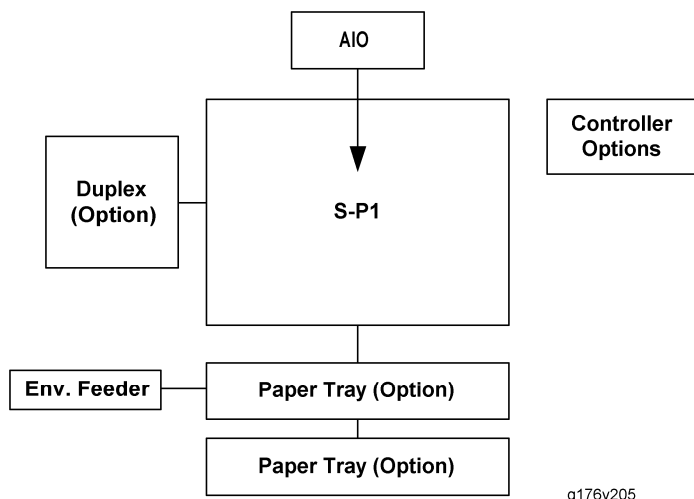 AIO
Controller
Options
Duplex
(Option)
S-P1
Env. Feeder
Paper Tray (Option)
Paper Tray (Option)
g176v205